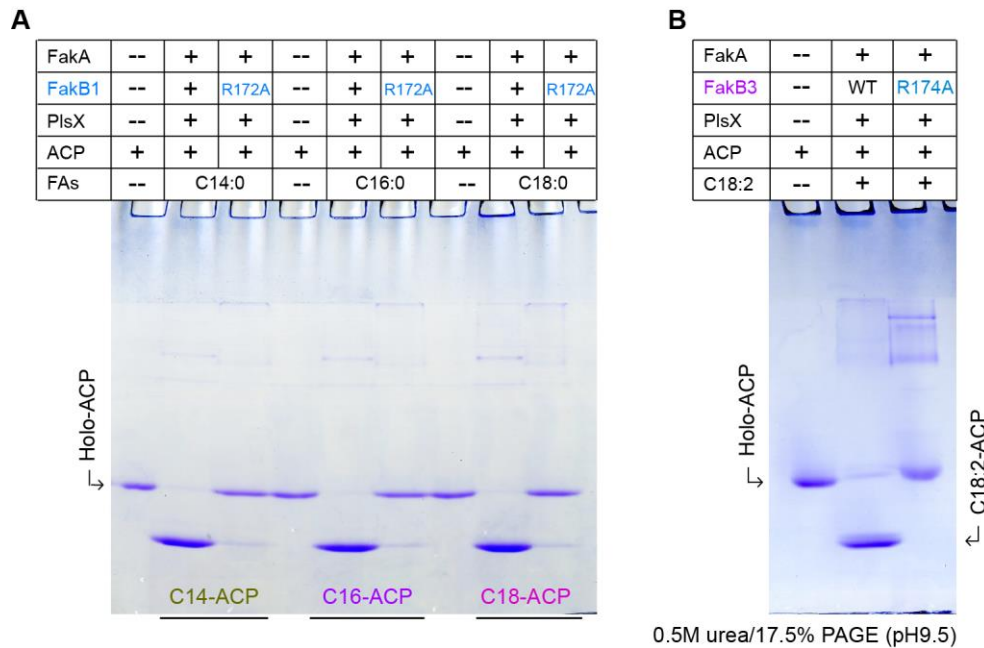 A
FakA -- + + -- + + -- + +
FakB1 -- + R172A -- + R172A -- + R172A
PlsX -- + + -- + + -- + +
ACP + + + + + + + + +
FAs -- C14:0 -- C16:0 -- C18:0
Holo-ACP
C14-ACP C16-ACP C18-ACP
B
FakA -- + +
FakB3 -- WT R174A
PlsX -- + +
ACP + + +
C18:2 -- + +
Holo-ACP
C18:2-ACP
0.5M urea/17.5% PAGE (pH9.5)